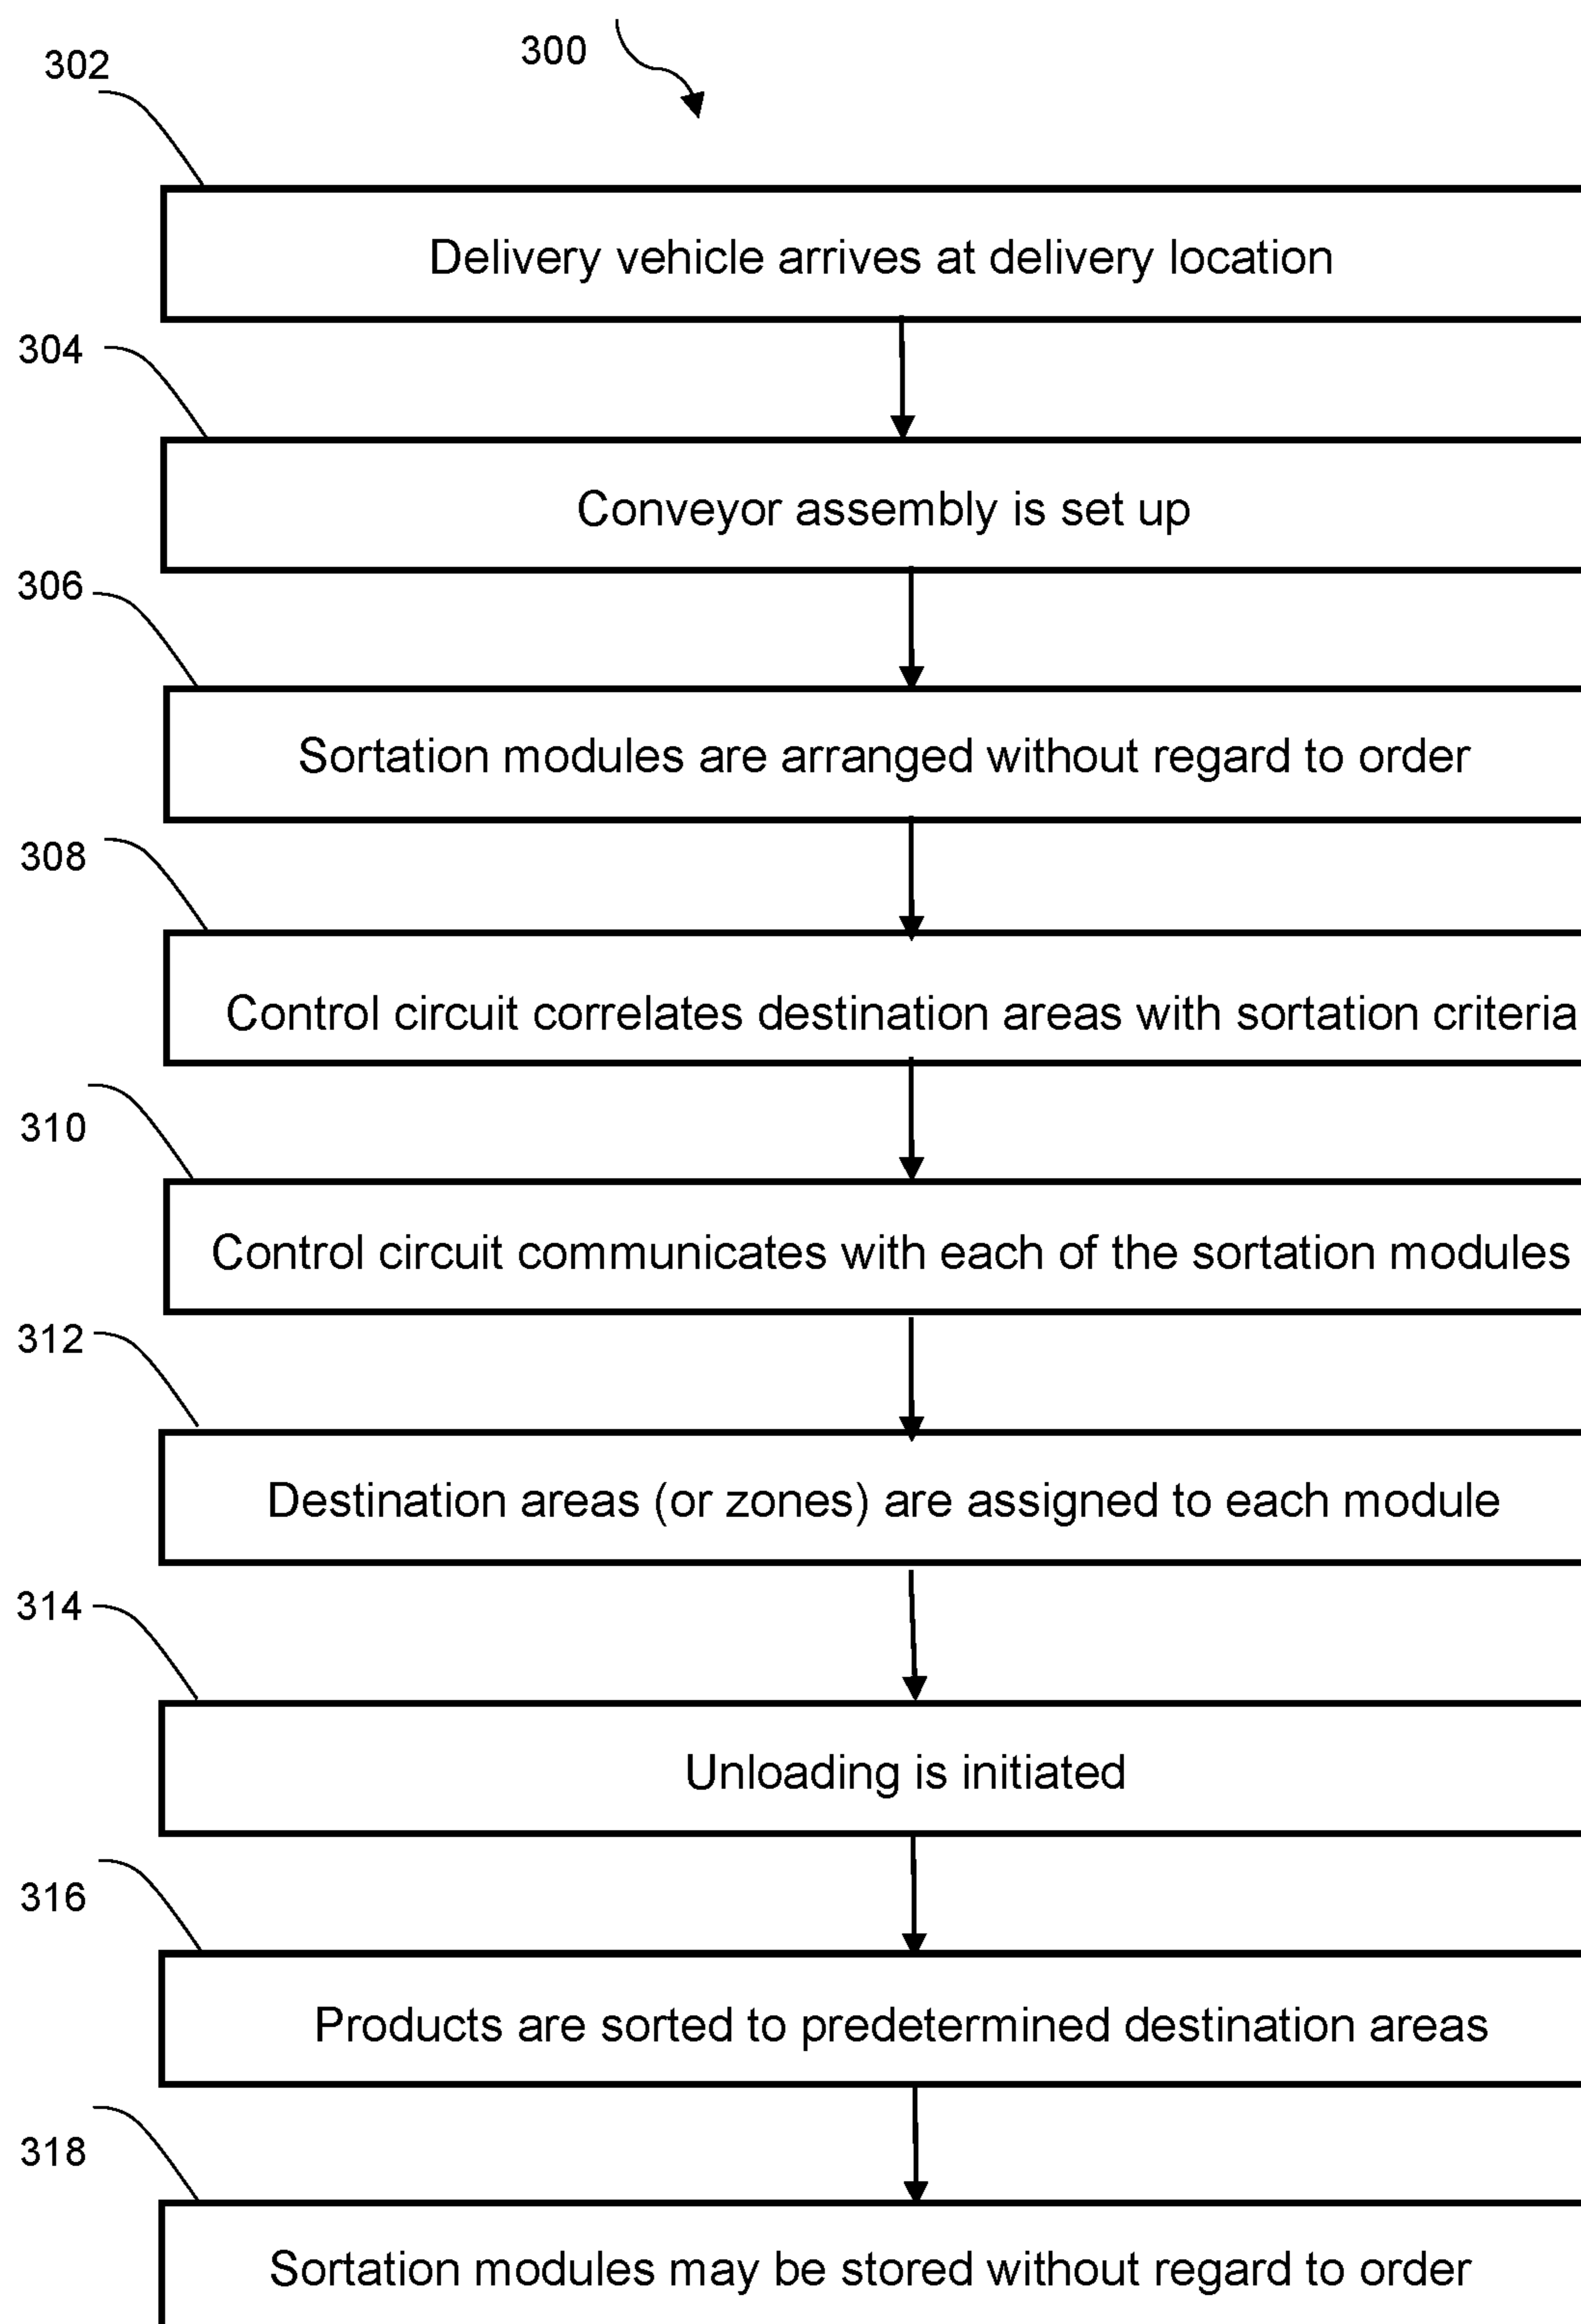 300
302
Delivery vehicle arrives at delivery location
304
Conveyor assembly is set up
306
Sortation modules are arranged without regard to order
308
Control circuit correlates destination areas with sortation criteria
310
Control circuit communicates with each of the sortation modules
312
Destination areas (or zones) are assigned to each module
314
Unloading is initiated
316
Products are sorted to predetermined destination areas
318
Sortation modules may be stored without regard to order